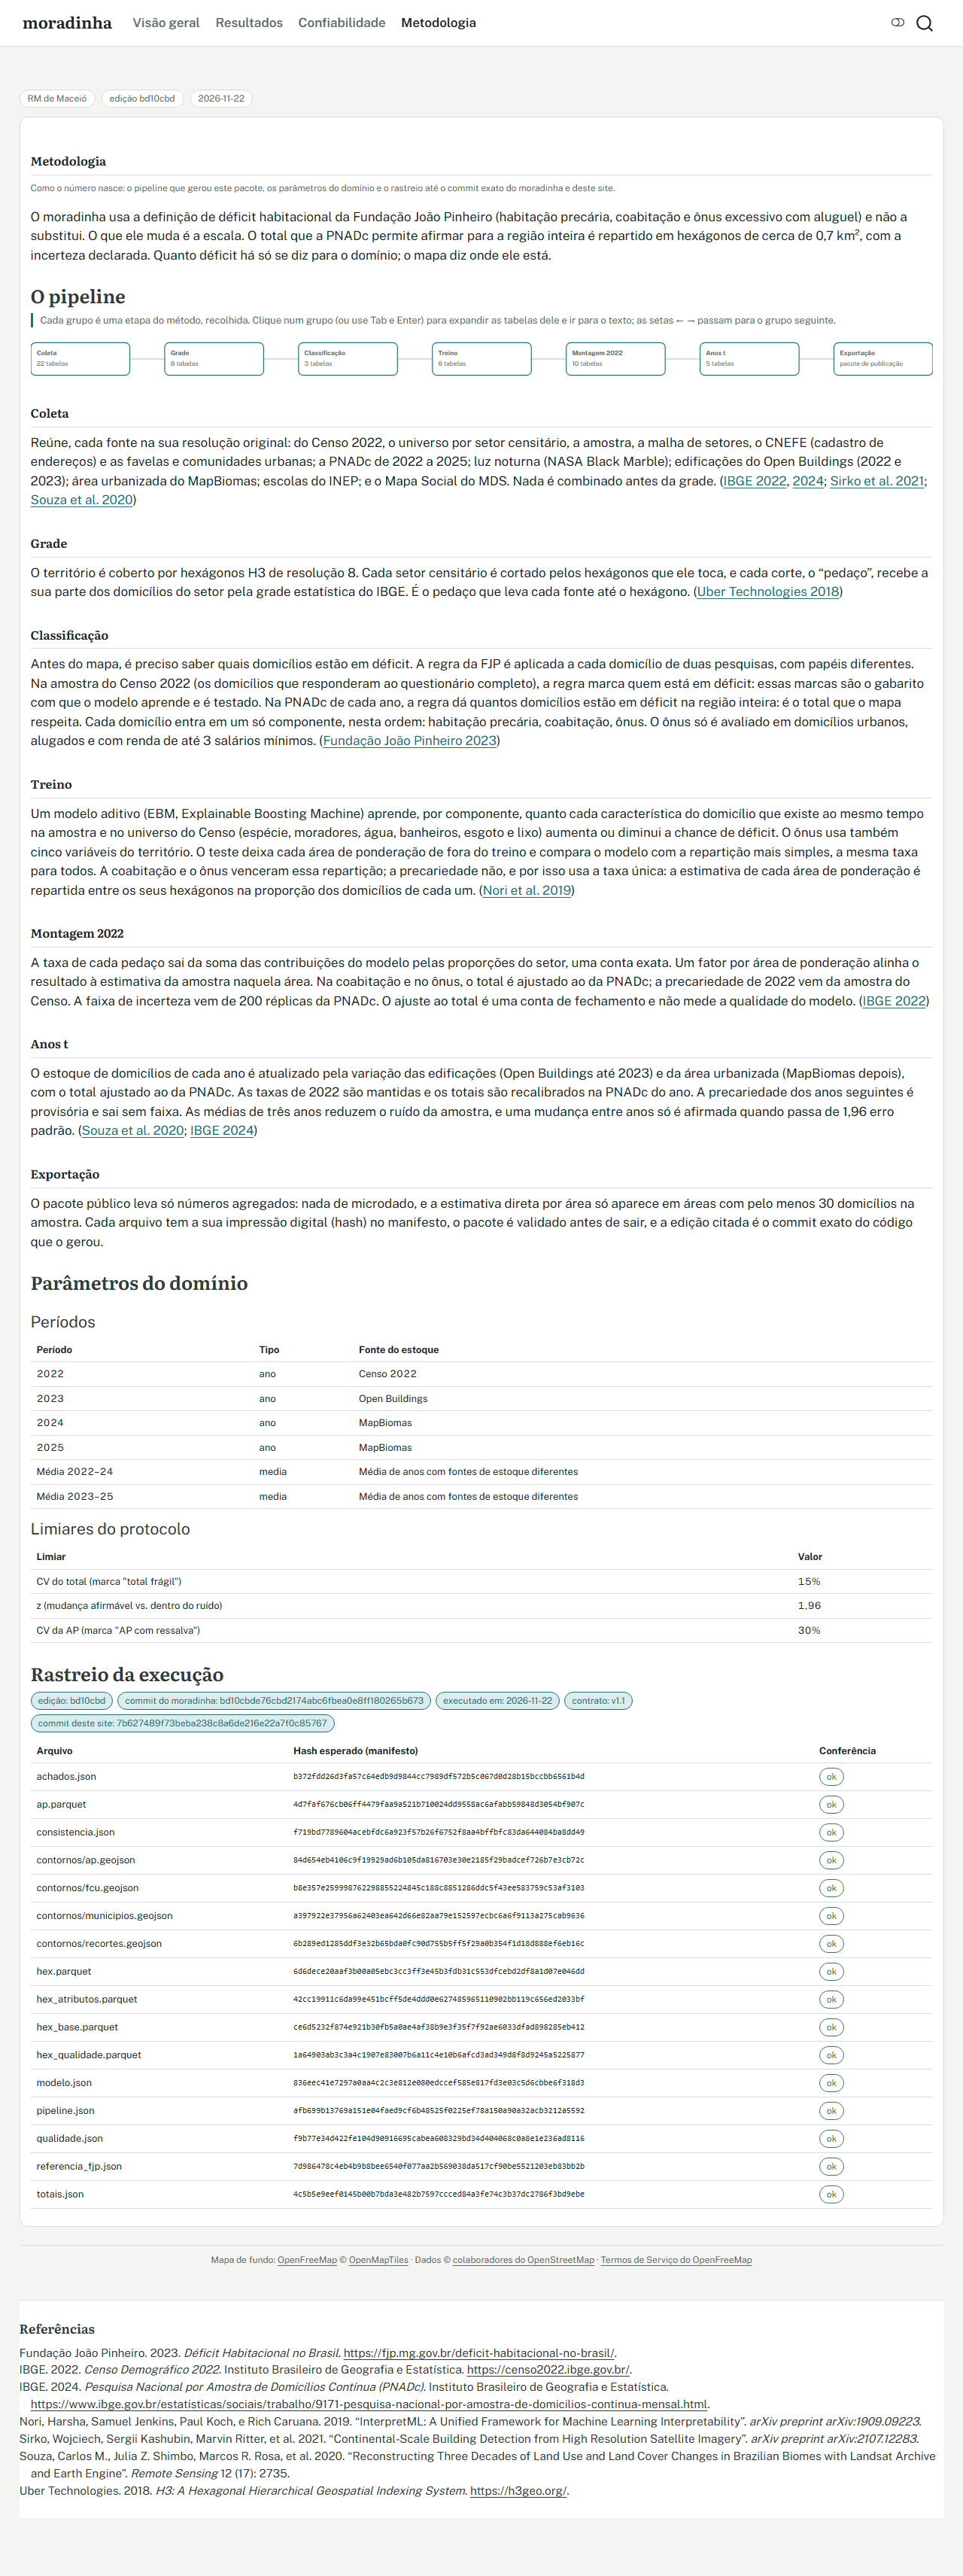 moradinha Visão geral Resultados Confiabilidade Metodologia
RM de Maceió edição bd10cbd 2026-11-22
Metodologia
Como o número nasce: o pipeline que gerou este pacote, os parâmetros do domínio e o rastreio até o commit exato do moradinha e deste site.
O moradinha usa a definição de déficit habitacional da Fundação João Pinheiro (habitação precária, coabitação e ônus excessivo com aluguel) e não a
substitui. O que ele muda é a escala. O total que a PNADc permite afirmar para a região inteira é repartido em hexágonos de cerca de 0,7 km², com a
incerteza declarada. Quanto déficit há só se diz para o domínio; o mapa diz onde ele está.
O pipeline
Cada grupo é uma etapa do método, recolhida. Clique num grupo (ou use Tab e Enter) para expandir as tabelas dele e ir para o texto; as setas ← → passam para o grupo seguinte.
Coleta Grade Classificação Treino Montagem 2022 Anos t Exportação
22 tabelas 8 tabelas 3 tabelas 6 tabelas 10 tabelas 5 tabelas pacote de publicação
Coleta
Reúne, cada fonte na sua resolução original: do Censo 2022, o universo por setor censitário, a amostra, a malha de setores, o CNEFE (cadastro de
endereços) e as favelas e comunidades urbanas; a PNADc de 2022 a 2025; luz noturna (NASA Black Marble); edificações do Open Buildings (2022 e
2023); área urbanizada do MapBiomas; escolas do INEP; e o Mapa Social do MDS. Nada é combinado antes da grade. (IBGE 2022, 2024; Sirko et al. 2021;
Souza et al. 2020)
Grade
O território é coberto por hexágonos H3 de resolução 8. Cada setor censitário é cortado pelos hexágonos que ele toca, e cada corte, o “pedaço”, recebe a
sua parte dos domicílios do setor pela grade estatística do IBGE. É o pedaço que leva cada fonte até o hexágono. (Uber Technologies 2018)
Classificação
Antes do mapa, é preciso saber quais domicílios estão em déficit. A regra da FJP é aplicada a cada domicílio de duas pesquisas, com papéis diferentes.
Na amostra do Censo 2022 (os domicílios que responderam ao questionário completo), a regra marca quem está em déficit: essas marcas são o gabarito
com que o modelo aprende e é testado. Na PNADc de cada ano, a regra dá quantos domicílios estão em déficit na região inteira: é o total que o mapa
respeita. Cada domicílio entra em um só componente, nesta ordem: habitação precária, coabitação, ônus. O ônus só é avaliado em domicílios urbanos,
alugados e com renda de até 3 salários mínimos. (Fundação João Pinheiro 2023)
Treino
Um modelo aditivo (EBM, Explainable Boosting Machine) aprende, por componente, quanto cada característica do domicílio que existe ao mesmo tempo
na amostra e no universo do Censo (espécie, moradores, água, banheiros, esgoto e lixo) aumenta ou diminui a chance de déficit. O ônus usa também
cinco variáveis do território. O teste deixa cada área de ponderação de fora do treino e compara o modelo com a repartição mais simples, a mesma taxa
para todos. A coabitação e o ônus venceram essa repartição; a precariedade não, e por isso usa a taxa única: a estimativa de cada área de ponderação é
repartida entre os seus hexágonos na proporção dos domicílios de cada um. (Nori et al. 2019)
Montagem 2022
A taxa de cada pedaço sai da soma das contribuições do modelo pelas proporções do setor, uma conta exata. Um fator por área de ponderação alinha o
resultado à estimativa da amostra naquela área. Na coabitação e no ônus, o total é ajustado ao da PNADc; a precariedade de 2022 vem da amostra do
Censo. A faixa de incerteza vem de 200 réplicas da PNADc. O ajuste ao total é uma conta de fechamento e não mede a qualidade do modelo. (IBGE 2022)
Anos t
O estoque de domicílios de cada ano é atualizado pela variação das edificações (Open Buildings até 2023) e da área urbanizada (MapBiomas depois),
com o total ajustado ao da PNADc. As taxas de 2022 são mantidas e os totais são recalibrados na PNADc do ano. A precariedade dos anos seguintes é
provisória e sai sem faixa. As médias de três anos reduzem o ruído da amostra, e uma mudança entre anos só é afirmada quando passa de 1,96 erro
padrão. (Souza et al. 2020; IBGE 2024)
Exportação
O pacote público leva só números agregados: nada de microdado, e a estimativa direta por área só aparece em áreas com pelo menos 30 domicílios na
amostra. Cada arquivo tem a sua impressão digital (hash) no manifesto, o pacote é validado antes de sair, e a edição citada é o commit exato do código
que o gerou.
Parâmetros do domínio
Períodos
Período Tipo Fonte do estoque
2022 ano Censo 2022
2023 ano Open Buildings
2024 ano MapBiomas
2025 ano MapBiomas
Média 2022–24 media Média de anos com fontes de estoque diferentes
Média 2023–25 media Média de anos com fontes de estoque diferentes
Limiares do protocolo
Limiar Valor
CV do total (marca "total frágil") 15%
z (mudança afirmável vs. dentro do ruído) 1,96
CV da AP (marca "AP com ressalva") 30%
Rastreio da execução
edição: bd10cbd commit do moradinha: bd10cbde76cbd2174abc6fbea0e8ff180265b673 executado em: 2026-11-22 contrato: v1.1
commit deste site: 7b627489f73beba238c8a6de216e22a7f0c85767
Arquivo Hash esperado (manifesto) Conferência
achados.json b372fdd26d3fa57c64edb9d9844cc7989df572b5c067d0d28b15bccbb6561b4d ok
ap.parquet 4d7faf676cb06ff4479faa9a521b710024dd9558ac6afabb59848d3054bf907c ok
consistencia.json f719bd7789604acebfdc6a923f57b26f6752f8aa4bffbfc83da644084ba8dd49 ok
contornos/ap.geojson 84d654eb4106c9f19929ad6b105da816703e30e2185f29badcef726b7e3cb72c ok
contornos/fcu.geojson b8e357e25999876229885522484​5c188c8851286ddc5f43ee583759c53af3103 ok
contornos/municipios.geojson a397922e37956a62403ea642d66e82aa79e152597ecbc6a6f9113a275cab9636 ok
contornos/recortes.geojson 6b289ed1285ddf3e32b65bda0fc90d755b5ff5f29a0b354f1d18d888ef6eb16c ok
hex.parquet 6d6dece20aaf3b00a05ebc3cc3ff3e45b3fdb31c553dfcebd2df8a1d07e046dd ok
hex_atributos.parquet 42cc19911c6da99e451bcff5de4ddd0e627485965110902bb119c656ed2033bf ok
hex_base.parquet ce6d5232f874e921b30fb5a0ae4af38b9e3f35f7f92ae6033dfad898285eb412 ok
hex_qualidade.parquet 1a64903ab3c3a4c1907e83007b6a11c4e10b6afcd3ad349d8f8d9245a5225877 ok
modelo.json 836eec41e7297a0aa4c2c3e812e080edccef585e817fd3e03c5d6cbbe6f318d3 ok
pipeline.json afb699b13769a151e04faed9cf6b48525f0225ef78a150a90a32acb3212a5592 ok
qualidade.json f9b77e34d422fe104d90916695cabea608329bd34d404068c0a8e1e236ad8116 ok
referencia_fjp.json 7d986478c4eb4b9b8bee6540f077aa2b569038da517cf90be5521203eb83bb2b ok
totais.json 4c5b5e9eef0145b00b7bda3e482b7597ccced84a3fe74c3b37dc2786f3bd9ebe ok
Mapa de fundo: OpenFreeMap © OpenMapTiles · Dados © colaboradores do OpenStreetMap · Termos de Serviço do OpenFreeMap
Referências
Fundação João Pinheiro. 2023. Déficit Habitacional no Brasil. https://fjp.mg.gov.br/deficit-habitacional-no-brasil/.
IBGE. 2022. Censo Demográfico 2022. Instituto Brasileiro de Geografia e Estatística. https://censo2022.ibge.gov.br/.
IBGE. 2024. Pesquisa Nacional por Amostra de Domicílios Contínua (PNADc). Instituto Brasileiro de Geografia e Estatística.
https://www.ibge.gov.br/estatisticas/sociais/trabalho/9171-pesquisa-nacional-por-amostra-de-domicilios-continua-mensal.html.
Nori, Harsha, Samuel Jenkins, Paul Koch, e Rich Caruana. 2019. “InterpretML: A Unified Framework for Machine Learning Interpretability”. arXiv preprint arXiv:1909.09223.
Sirko, Wojciech, Sergii Kashubin, Marvin Ritter, et al. 2021. “Continental-Scale Building Detection from High Resolution Satellite Imagery”. arXiv preprint arXiv:2107.12283.
Souza, Carlos M., Julia Z. Shimbo, Marcos R. Rosa, et al. 2020. “Reconstructing Three Decades of Land Use and Land Cover Changes in Brazilian Biomes with Landsat Archive
and Earth Engine”. Remote Sensing 12 (17): 2735.
Uber Technologies. 2018. H3: A Hexagonal Hierarchical Geospatial Indexing System. https://h3geo.org/.